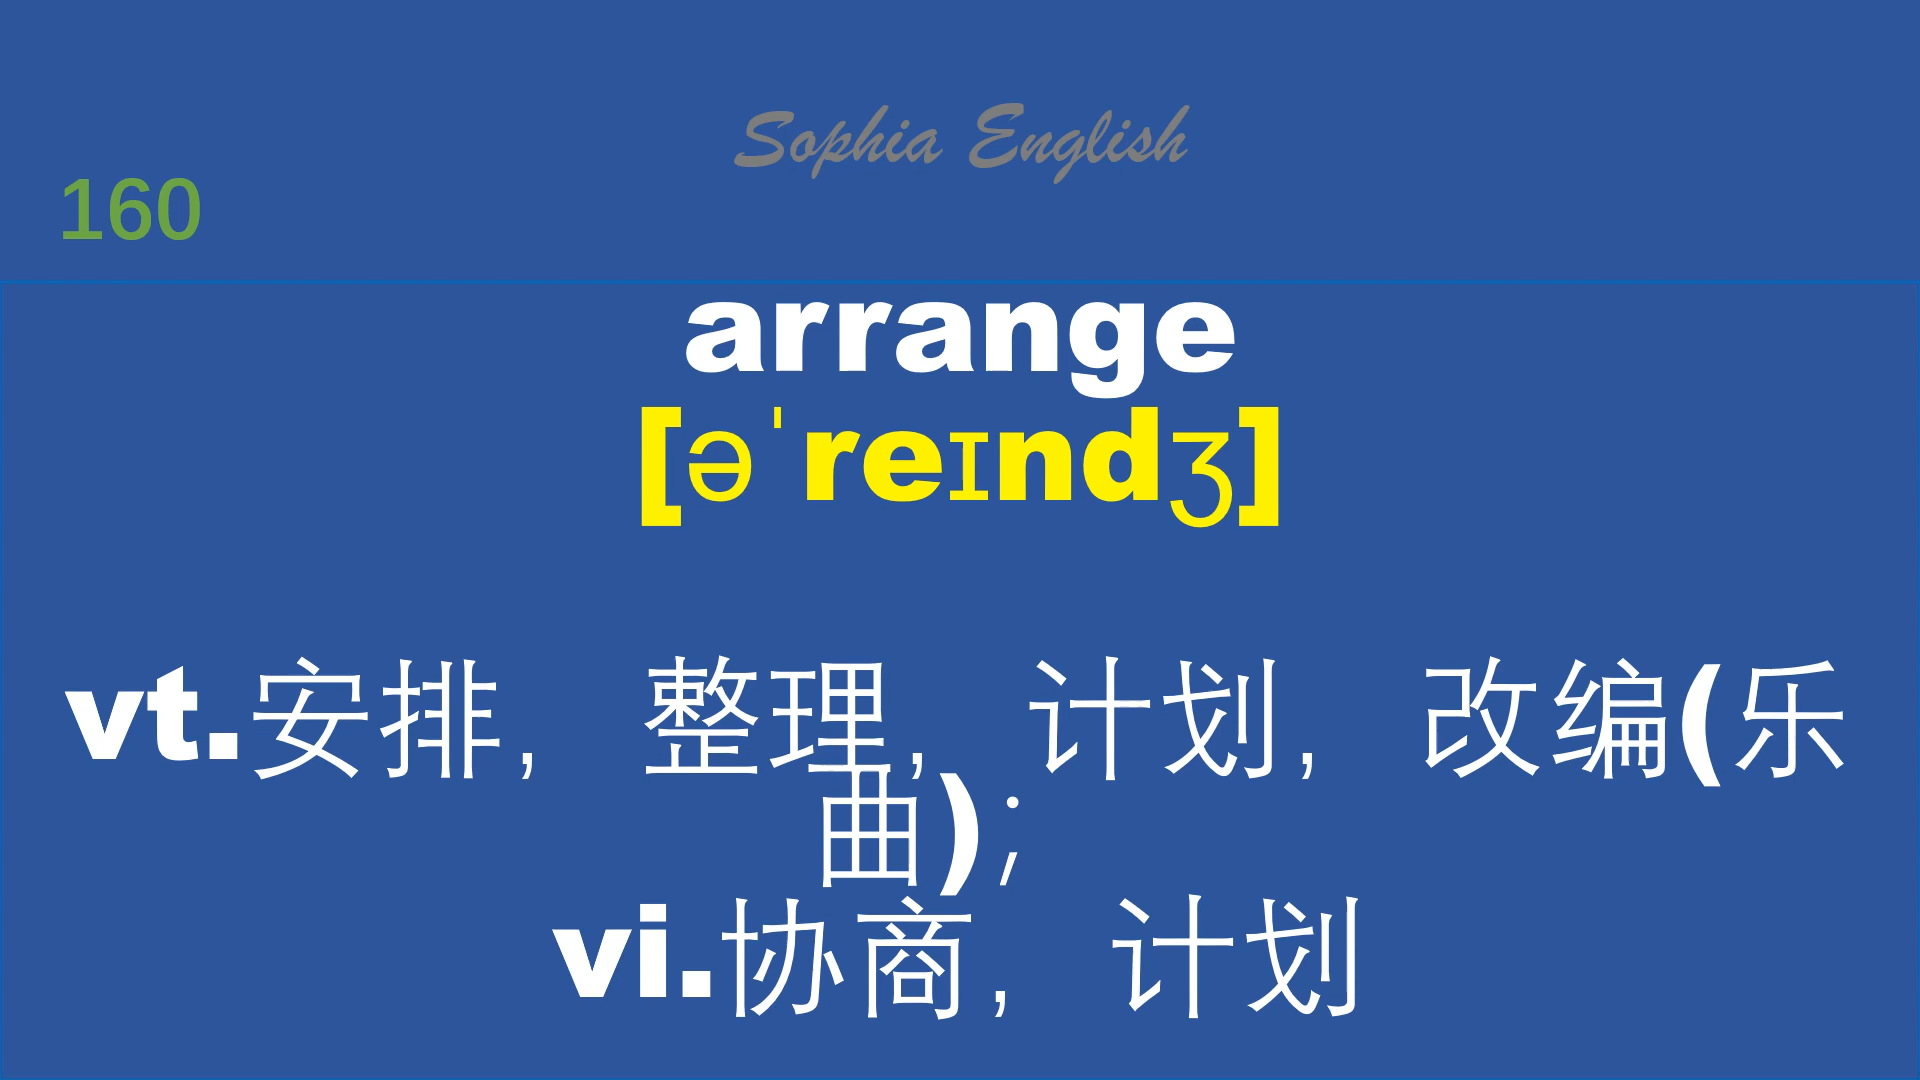 Sophia English
160
arrange
[əˈreɪndʒ]
vt.安排, 整理, 计划, 改编(乐
曲);
vi.协商, 计划